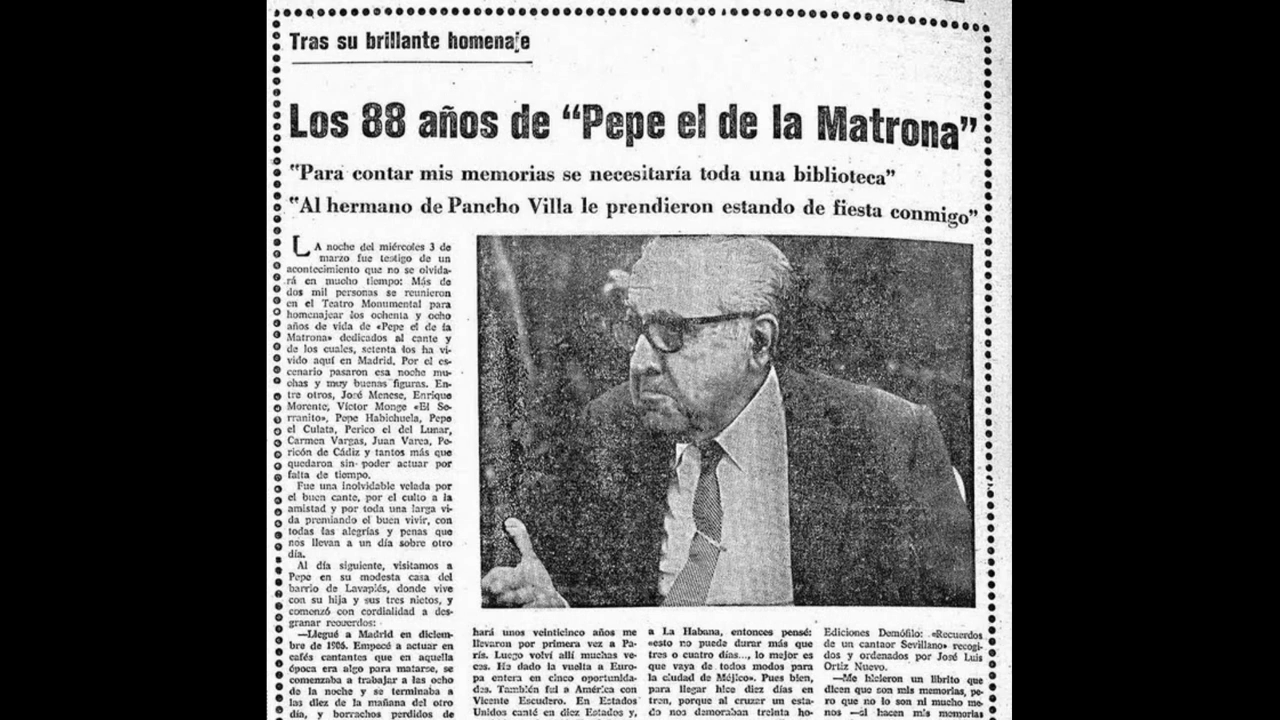 Tras su brillante homenaje
Los 88 años de "Pepe el de la Matrona"
"Para contar mis memorias se necesitaría toda una biblioteca"
"Al hermano de Pancho Villa le prendieron estando de fiesta conmigo"
LA noche del miércoles 3 de
marzo fue testigo de un
acontecimiento que no se olvida-
rá en mucho tiempo: Más de
dos mil personas se reunieron
en el Teatro Monumental para
homenajear los ochenta y ocho
años de vida de «Pepe el de la
Matrona» dedicados al cante y
de los cuales, setenta los ha vi-
vido aquí en Madrid. Por el es-
cenario pasaron esa noche mu-
chas y muy buenas figuras. En-
tre otros, José Menese, Enrique
Morente, Víctor Monge «El Se-
rranito», Pepe Habichuela, Pepe
el Culata, Perico el del Lunar,
Carmen Vargas, Juan Varea, Pe-
ricón de Cádiz y tantos más que
quedaron sin poder actuar por
falta de tiempo.
Fue una inolvidable velada por
el buen cante, por el culto a la
amistad y por toda una larga vi-
da premiando el buen vivir, con
todas las alegrías y penas que
nos llevan a un día sobre otro
día.
Al día siguiente, visitamos a
Pepe en su modesta casa del
barrio de Lavapiés, donde vive
con su hija y sus tres nietos, y
comenzó con cordialidad a des-
granar recuerdos:
—Llegué a Madrid en diciem-
bre de 1906. Empecé a actuar en
cafés cantantes que en aquella
época era algo para matarse, se
comenzaba a trabajar a las ocho
de la noche y se terminaba a
las diez de la mañana del otro
día, y borrachos perdidos de
hará unos veinticinco años me
llevaron por primera vez a Pa-
rís. Luego volví allí muchas ve-
ces. He dado la vuelta a Euro-
pa entera en cinco oportunida-
des. También fui a América con
Vicente Escudero. En Estados
Unidos canté en diez Estados y,
a La Habana, entonces pensé:
«esto no puede durar más que
tres o cuatro días..., lo mejor es
que vaya de todos modos para
la ciudad de Méjico». Pues bien,
para llegar hice diez días en
tren, porque al cruzar un esta-
do nos demoraban treinta ho-
Ediciones Demófilo: «Recuerdos
de un cantaor Sevillano» recogi-
dos y ordenados por José Luis
Ortiz Nuevo.
—Me hicieron un librito que
dicen que son mis memorias, pe-
ro que no lo son ni mucho me-
nos —al hacen mis memorias